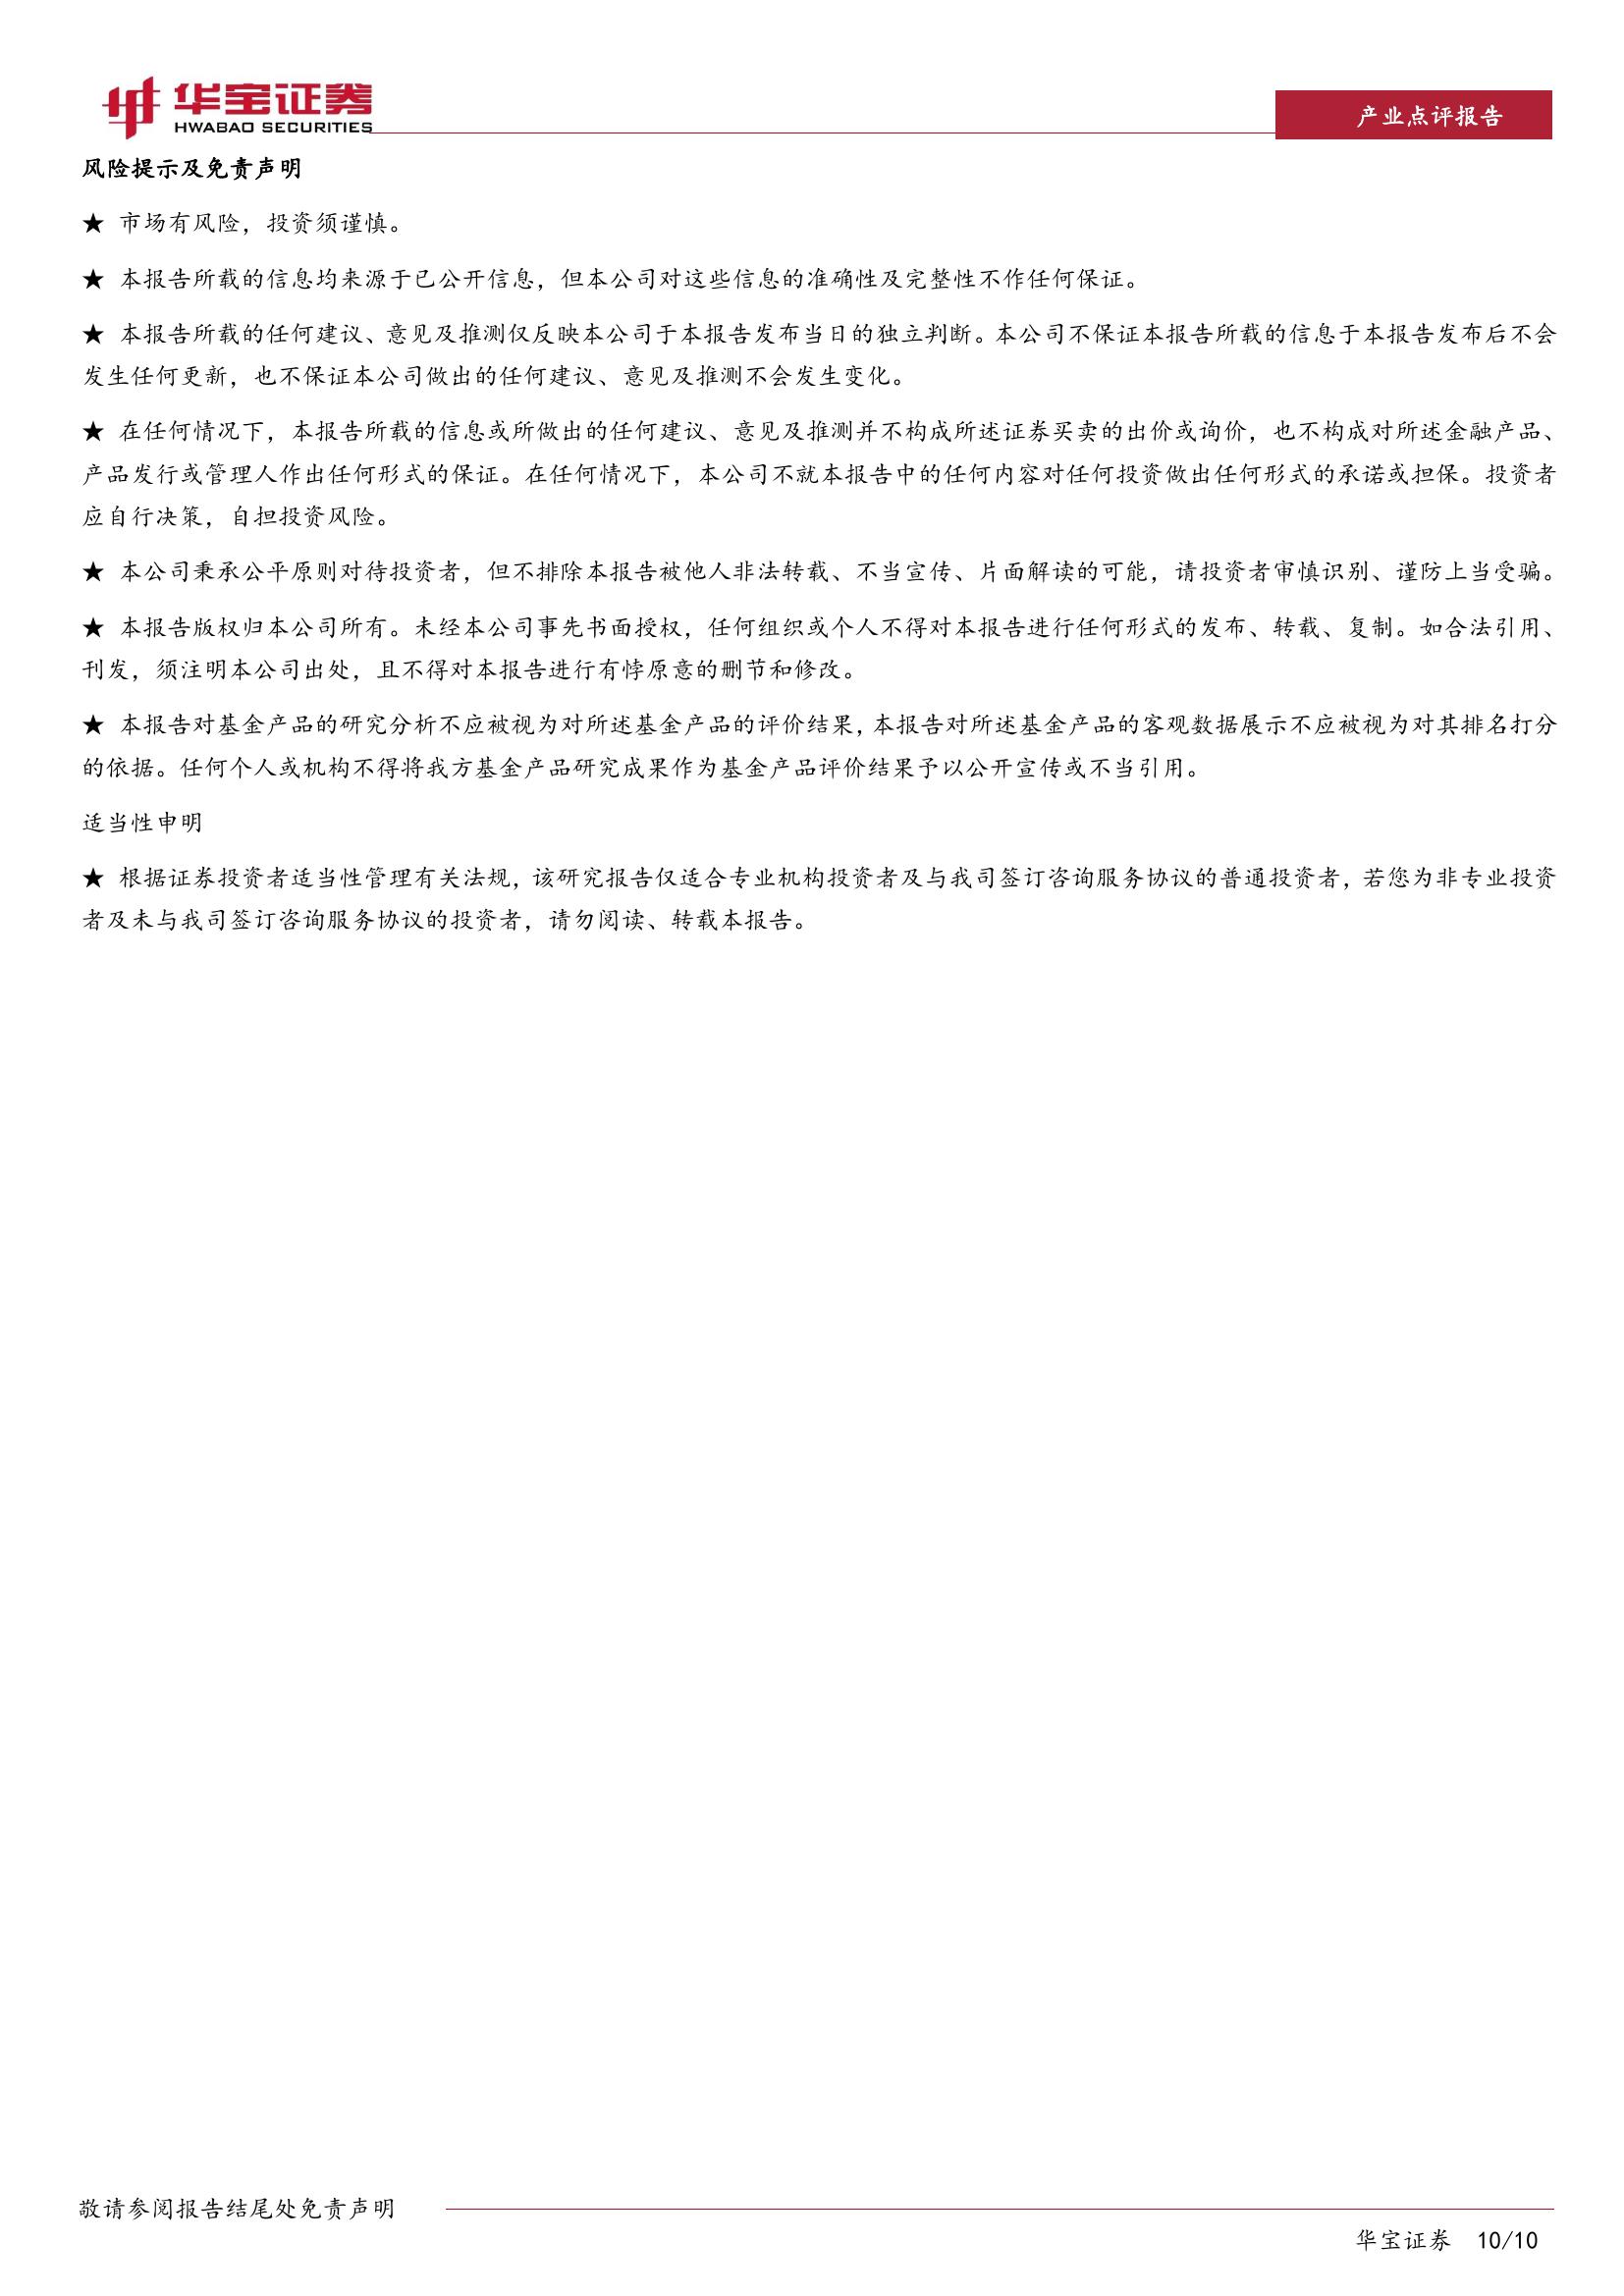 华宝证券
HWABAO SECURITIES
产业点评报告
风险提示及免责声明
★ 市场有风险，投资须谨慎。
★ 本报告所载的信息均来源于已公开信息，但本公司对这些信息的准确性及完整性不作任何保证。
★ 本报告所载的任何建议、意见及推测仅反映本公司于本报告发布当日的独立判断。本公司不保证本报告所载的信息于本报告发布后不会
发生任何更新，也不保证本公司做出的任何建议、意见及推测不会发生变化。
★ 在任何情况下，本报告所载的信息或所做出的任何建议、意见及推测并不构成所述证券买卖的出价或询价，也不构成对所述金融产品、
产品发行或管理人作出任何形式的保证。在任何情况下，本公司不就本报告中的任何内容对任何投资做出任何形式的承诺或担保。投资者
应自行决策，自担投资风险。
★ 本公司秉承公平原则对待投资者，但不排除本报告被他人非法转载、不当宣传、片面解读的可能，请投资者审慎识别、谨防上当受骗。
★ 本报告版权归本公司所有。未经本公司事先书面授权，任何组织或个人不得对本报告进行任何形式的发布、转载、复制。如合法引用、
刊发，须注明本公司出处，且不得对本报告进行有悖原意的删节和修改。
★ 本报告对基金产品的研究分析不应被视为对所述基金产品的评价结果，本报告对所述基金产品的客观数据展示不应被视为对其排名打分
的依据。任何个人或机构不得将我方基金产品研究成果作为基金产品评价结果予以公开宣传或不当引用。
适当性申明
★ 根据证券投资者适当性管理有关法规，该研究报告仅适合专业机构投资者及与我司签订咨询服务协议的普通投资者，若您为非专业投资
者及未与我司签订咨询服务协议的投资者，请勿阅读、转载本报告。
敬请参阅报告结尾处免责声明
华宝证券 10/10